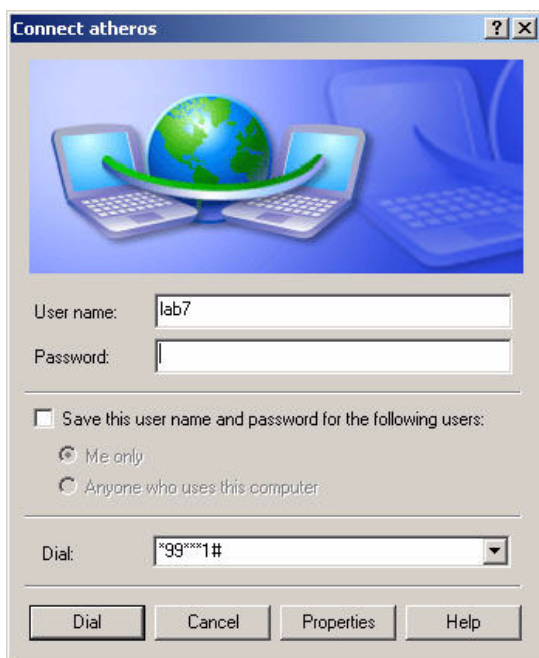 Connect atheros
User name: lab7
Password:
Save this user name and password for the following users:
Me only
Anyone who uses this computer
Dial: *99***1#
Dial Cancel Properties Help